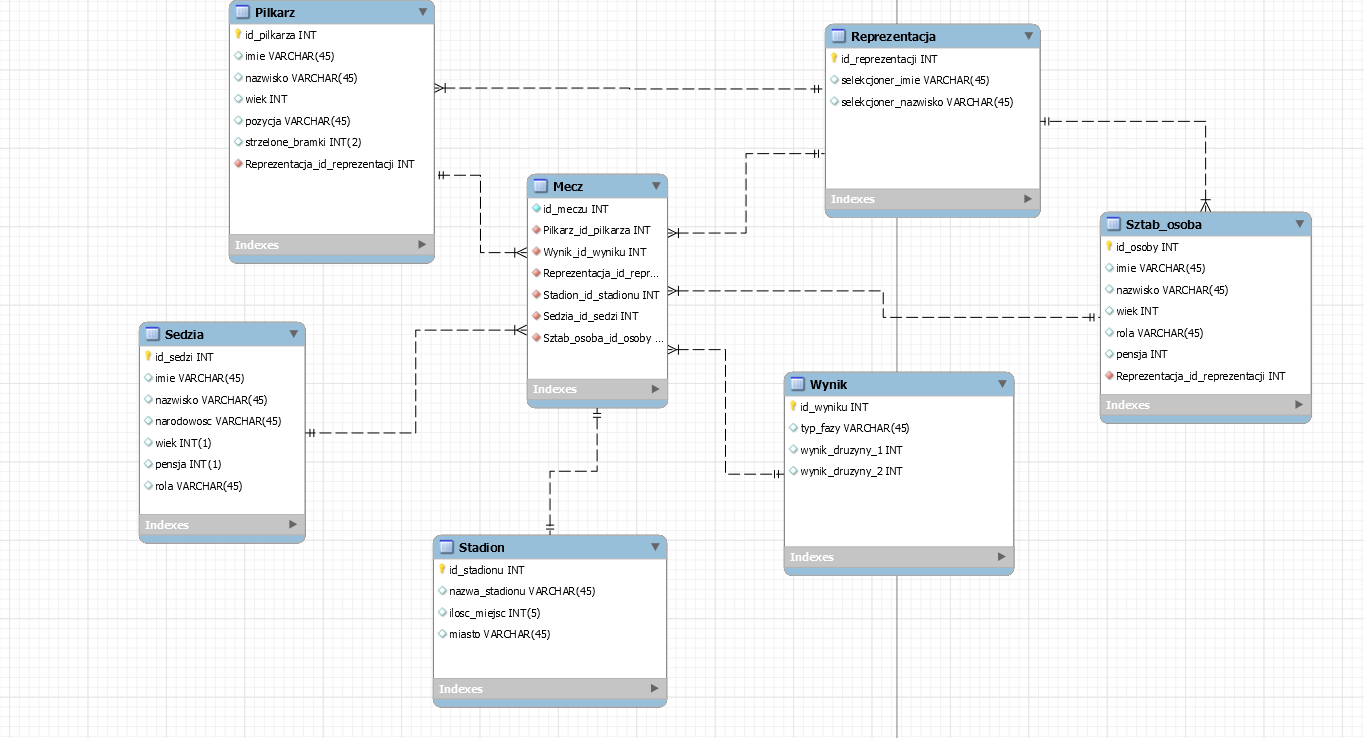 Pilkarz
id_pilkarza INT
imie VARCHAR(45)
nazwisko VARCHAR(45)
wiek INT
pozycja VARCHAR(45)
strzelone_bramki INT(2)
Reprezentacja_id_reprezentacji INT
Indexes
Reprezentacja
id_reprezentacji INT
selekcjoner_imie VARCHAR(45)
selekcjoner_nazwisko VARCHAR(45)
Indexes
Mecz
id_meczu INT
Pilkarz_id_pilkarza INT
Wynik_id_wyniku INT
Reprezentacja_id_repr...
Stadion_id_stadionu INT
Sedzia_id_sedzi INT
Sztab_osoba_id_osoby ...
Indexes
Sztab_osoba
id_osoby INT
imie VARCHAR(45)
nazwisko VARCHAR(45)
wiek INT
rola VARCHAR(45)
pensja INT
Reprezentacja_id_reprezentacji INT
Indexes
Sedzia
id_sedzi INT
imie VARCHAR(45)
nazwisko VARCHAR(45)
narodowosc VARCHAR(45)
wiek INT(1)
pensja INT(1)
rola VARCHAR(45)
Indexes
Wynik
id_wyniku INT
typ_fazy VARCHAR(45)
wynik_druzyny_1 INT
wynik_druzyny_2 INT
Indexes
Stadion
id_stadionu INT
nazwa_stadionu VARCHAR(45)
ilosc_miejsc INT(5)
miasto VARCHAR(45)
Indexes